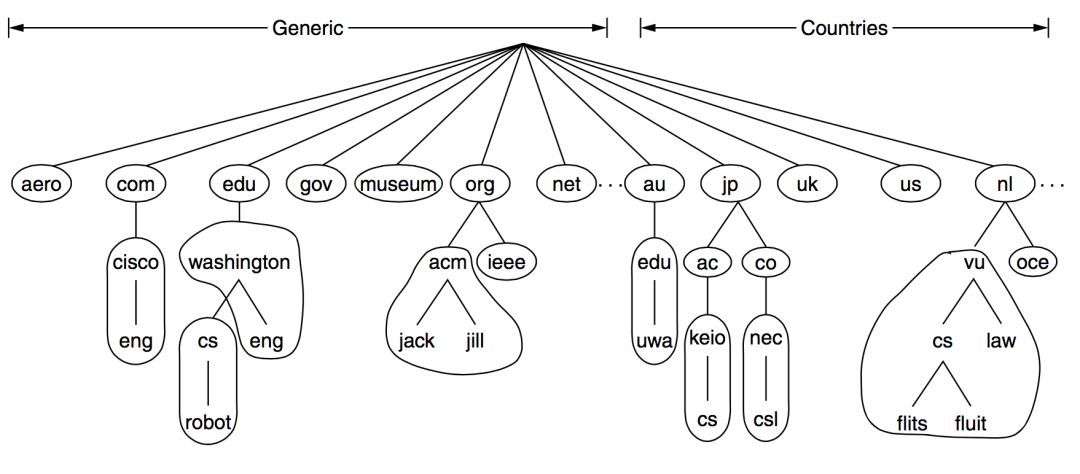 Generic Countries
aero com edu gov museum org net ... au jp uk us nl ...
cisco washington acm ieee edu ac co vu oce
eng cs eng jack jill uwa keio nec cs law
robot cs csl flits fluit